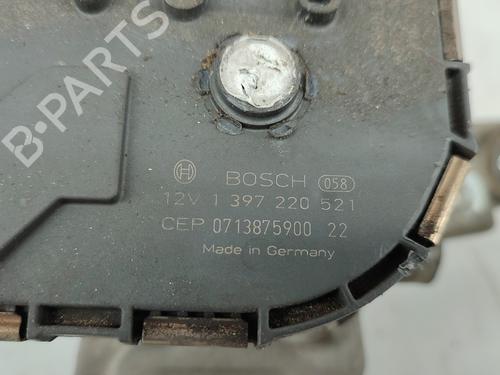 B-PARTS
BOSCH 058
12V 1 397 220 521
CEP 0713875900 22
Made in Germany